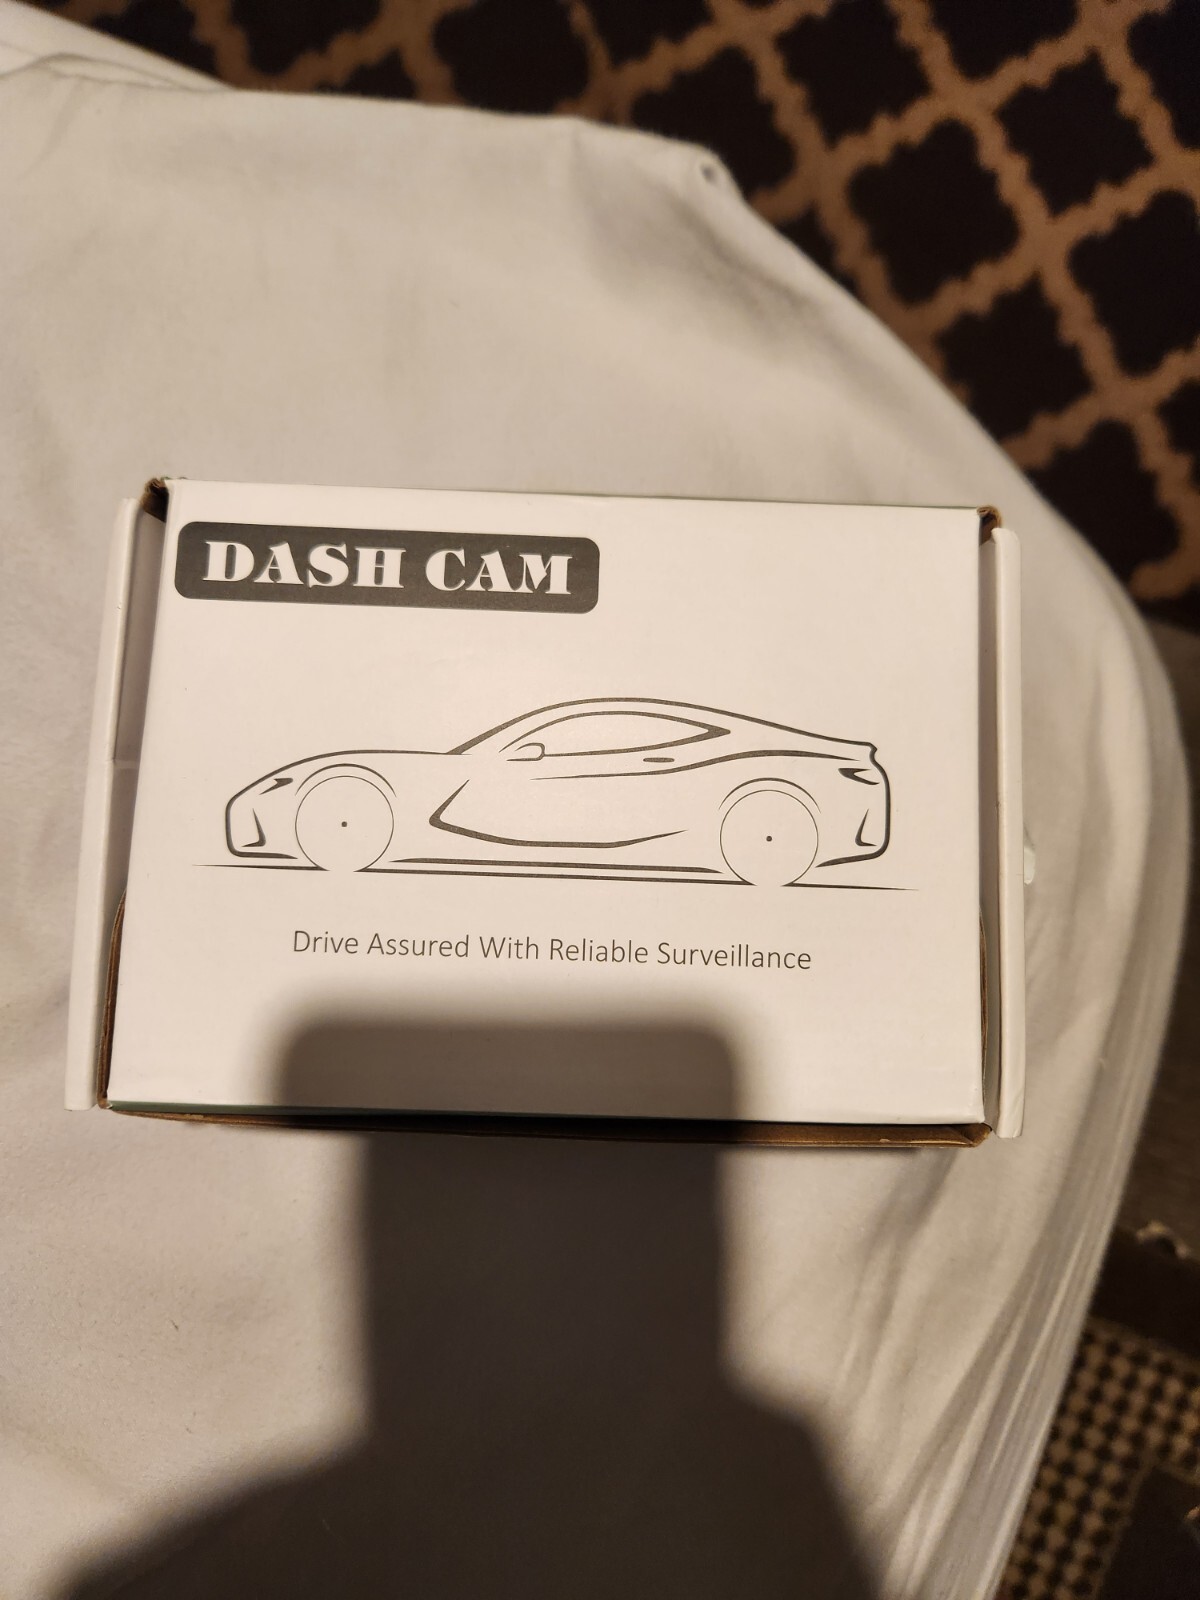 DASH CAM
Drive Assured With Reliable Surveillance